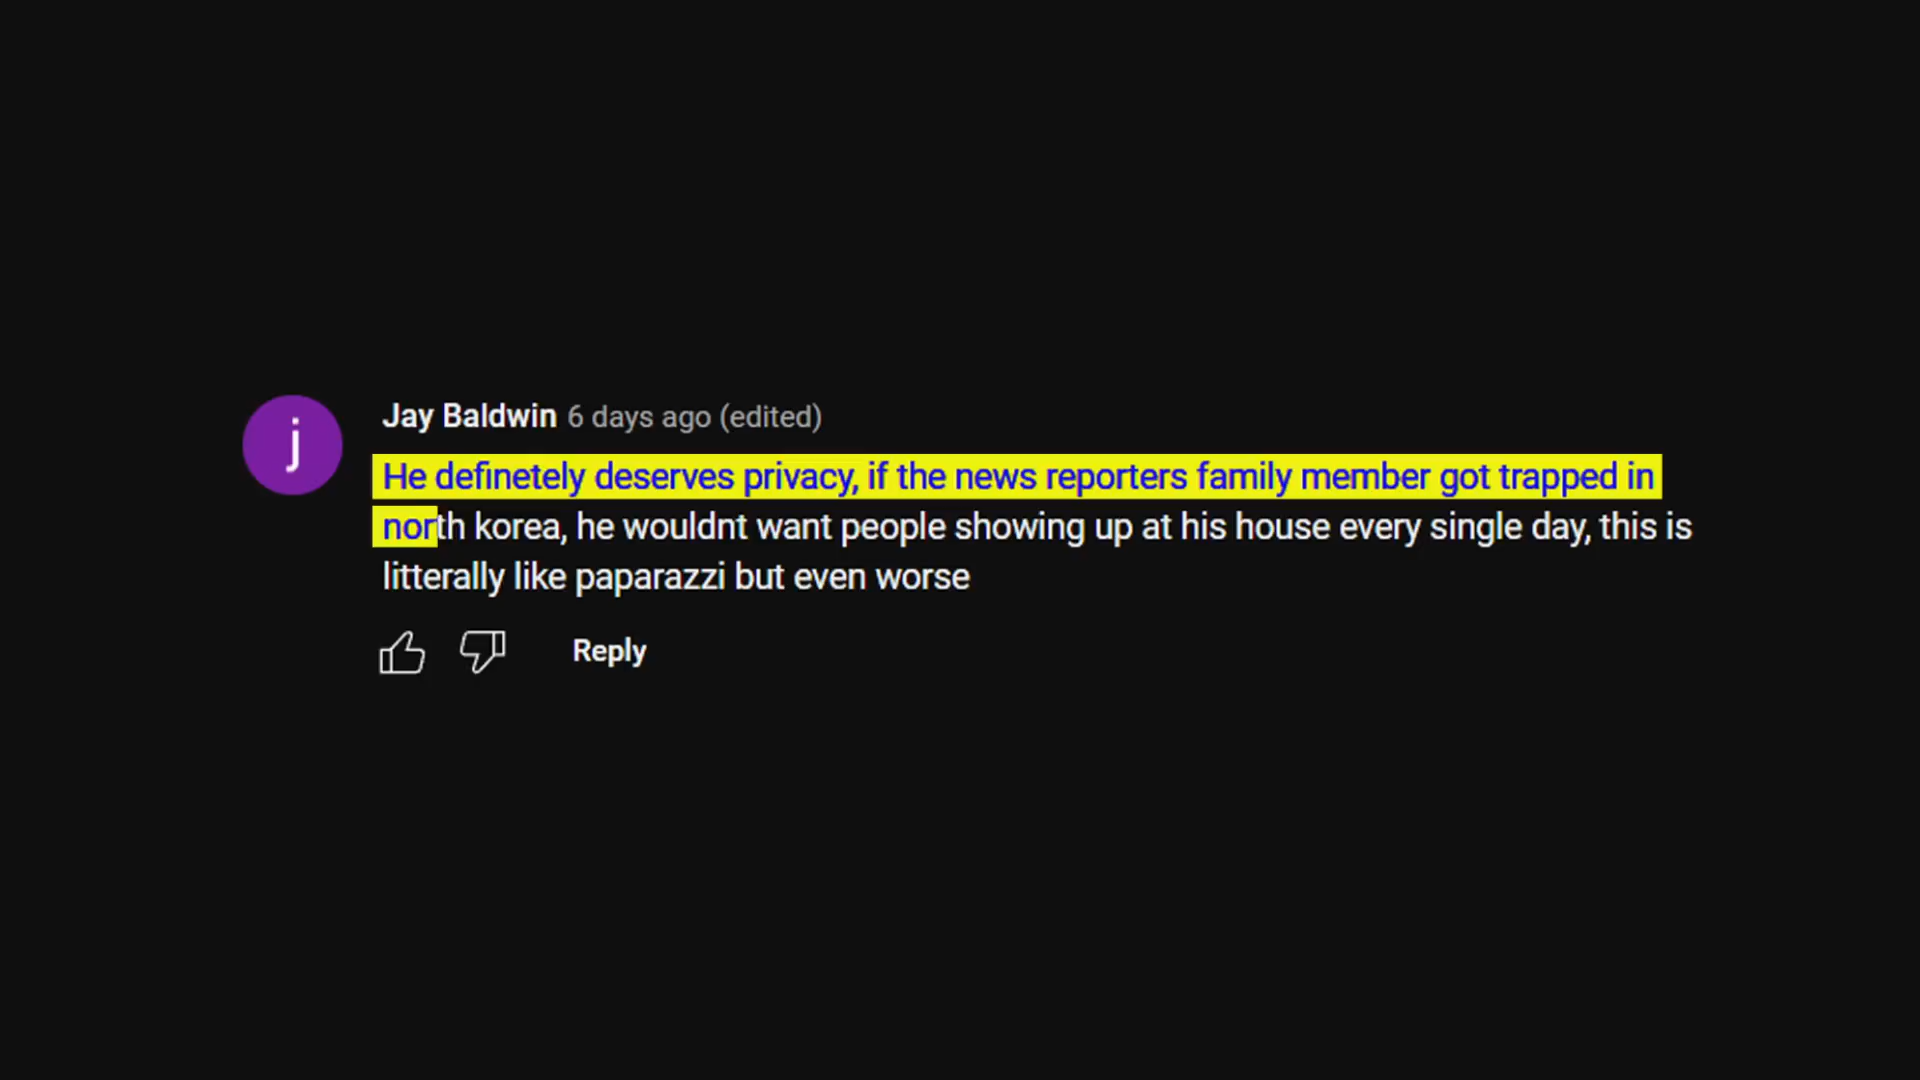 j
Jay Baldwin 6 days ago (edited)
He definetely deserves privacy, if the news reporters family member got trapped in
north korea, he wouldnt want people showing up at his house every single day, this is
litterally like paparazzi but even worse
Reply